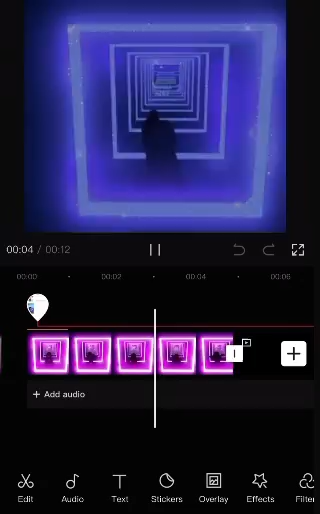 00:04 / 00:12
00:00 00:02 00:04 00:06
+ Add audio
Edit Audio Text Stickers Overlay Effects Filter